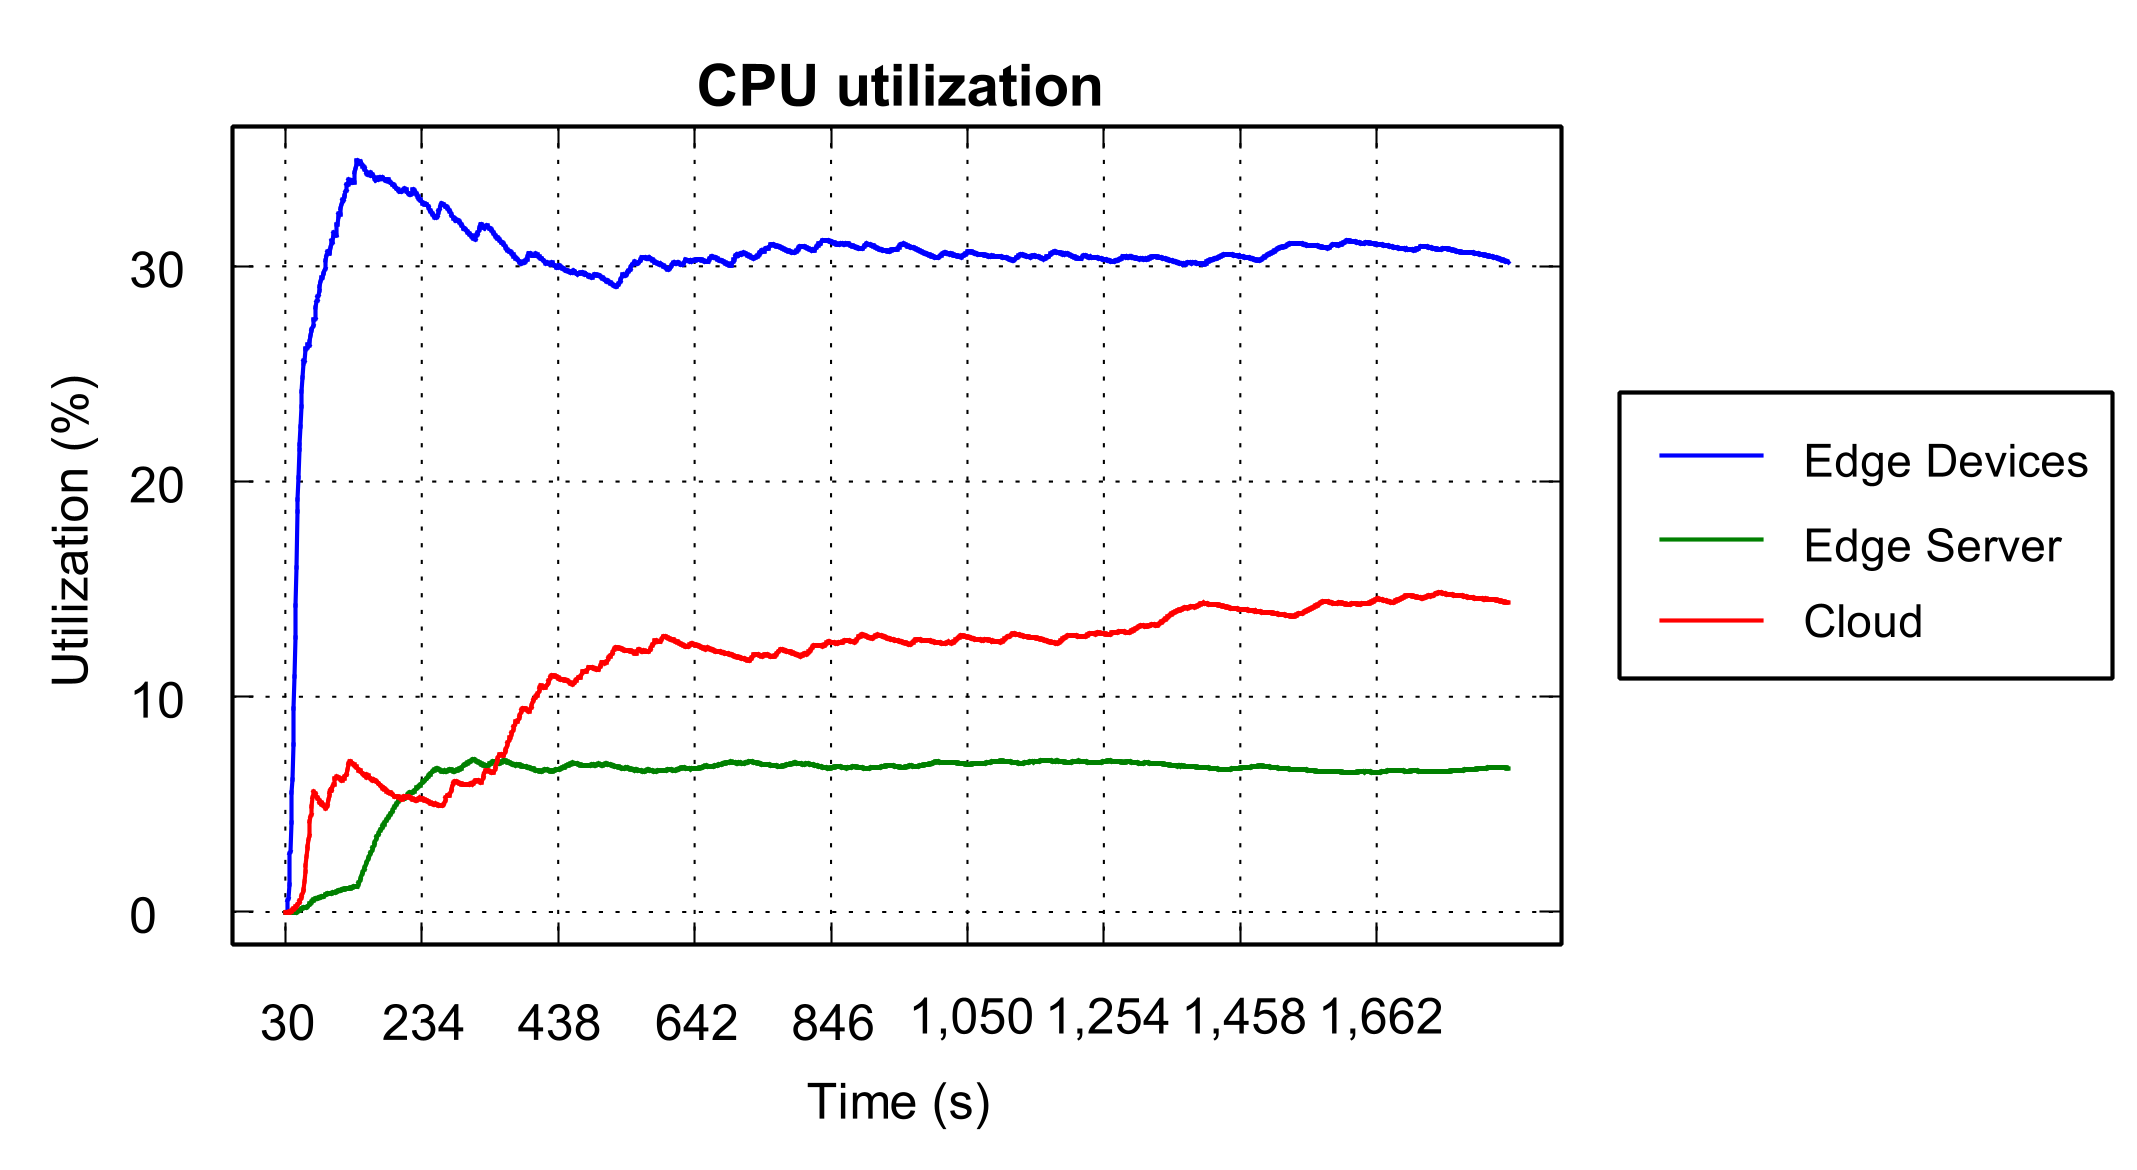 CPU utilization
Utilization (%)
30
20
10
0
30 234 438 642 846 1,050 1,254 1,458 1,662
Time (s)
Edge Devices
Edge Server
Cloud